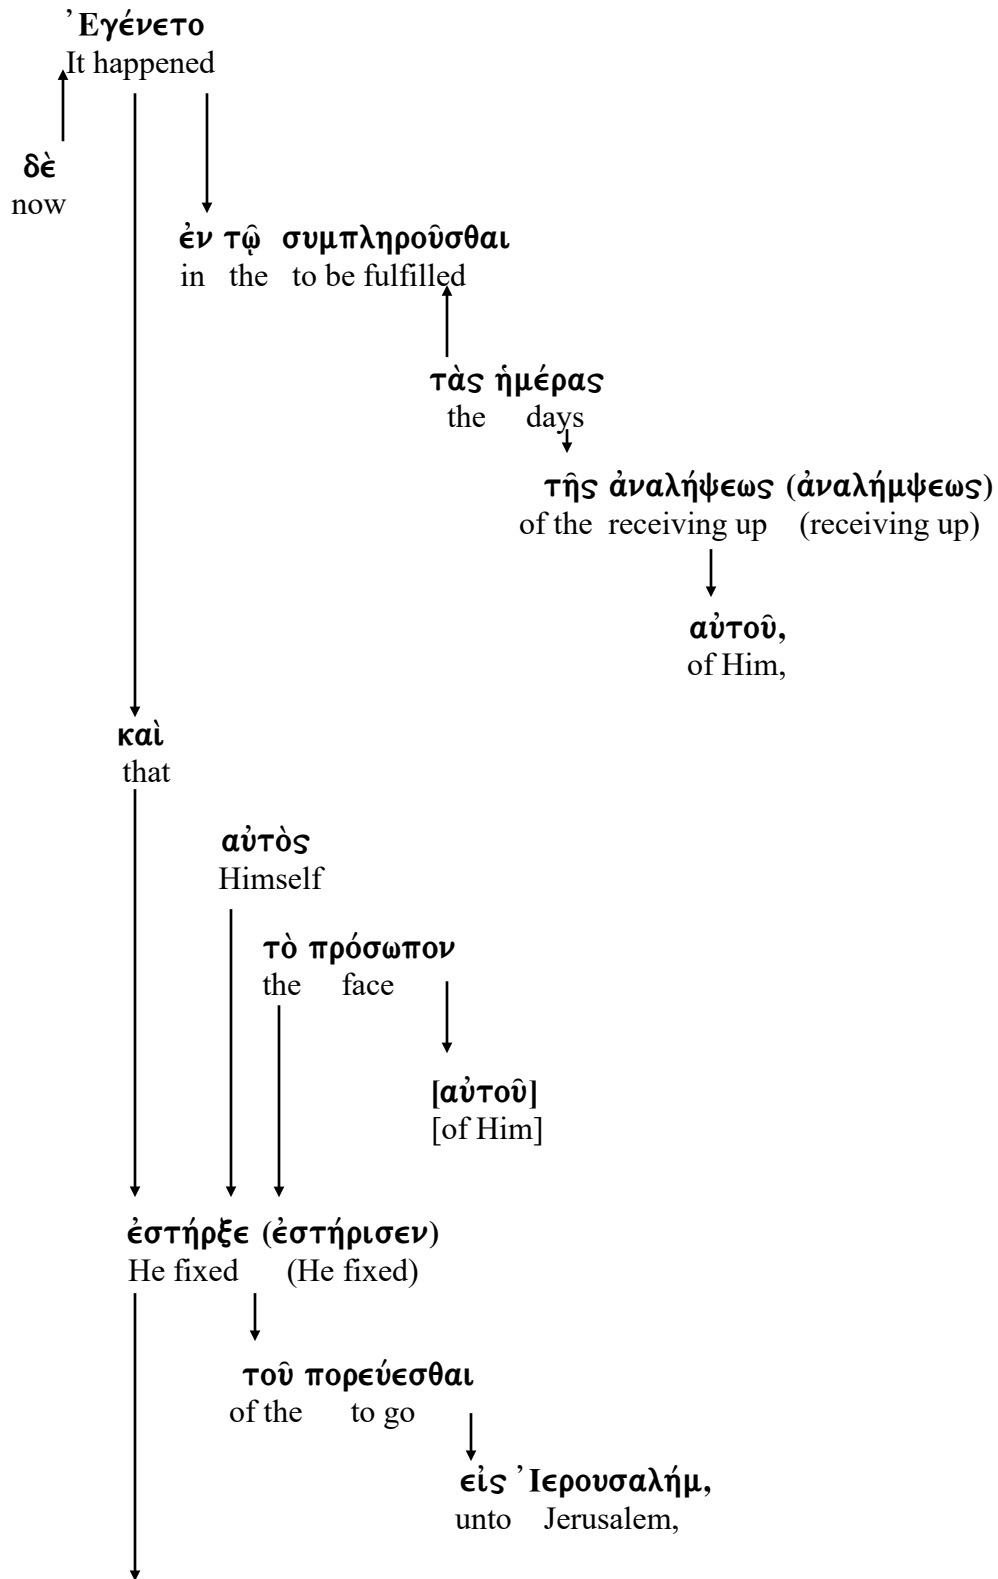 Ἐγένετο
It happened
δὲ
now
ἐν τῷ συμπληροῦσθαι
in the to be fulfilled
τὰς ἡμέρας
the days
τῆς ἀναλήψεως (ἀναλήμψεως)
of the receiving up (receiving up)
αὐτοῦ,
of Him,
καὶ
that
αὐτὸς
Himself
τὸ πρόσωπον
the face
[αὐτοῦ]
[of Him]
ἐστήρξε (ἐστήρισεν)
He fixed (He fixed)
τοῦ πορεύεσθαι
of the to go
εἰς Ἰερουσαλήμ,
unto Jerusalem,